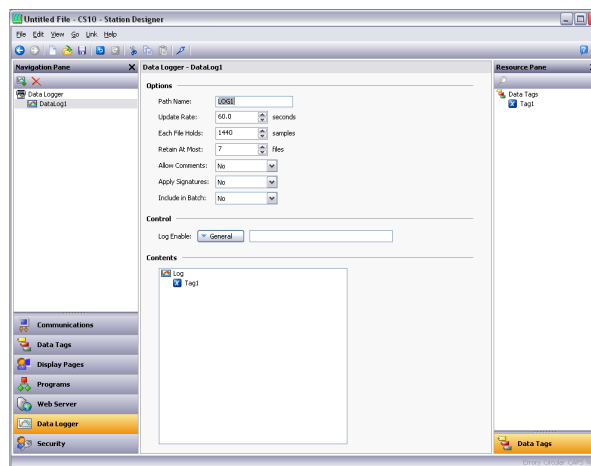 Untitled File - CS10 - Station Designer
File Edit View Go Link Help
Navigation Pane
Data Logger - DataLog1
Resource Pane
Data Logger
DataLog1
Options
Path Name: LOG1
Update Rate: 60.0 seconds
Each File Holds: 1440 samples
Retain At Most: 7 files
Allow Comments: No
Apply Signatures: No
Include in Batch: No
Control
Log Enable: General
Contents
Log
Tag1
Data Tags
Tag1
Communications
Data Tags
Display Pages
Programs
Web Server
Data Logger
Security
Data Tags
Errors Circular CAPS